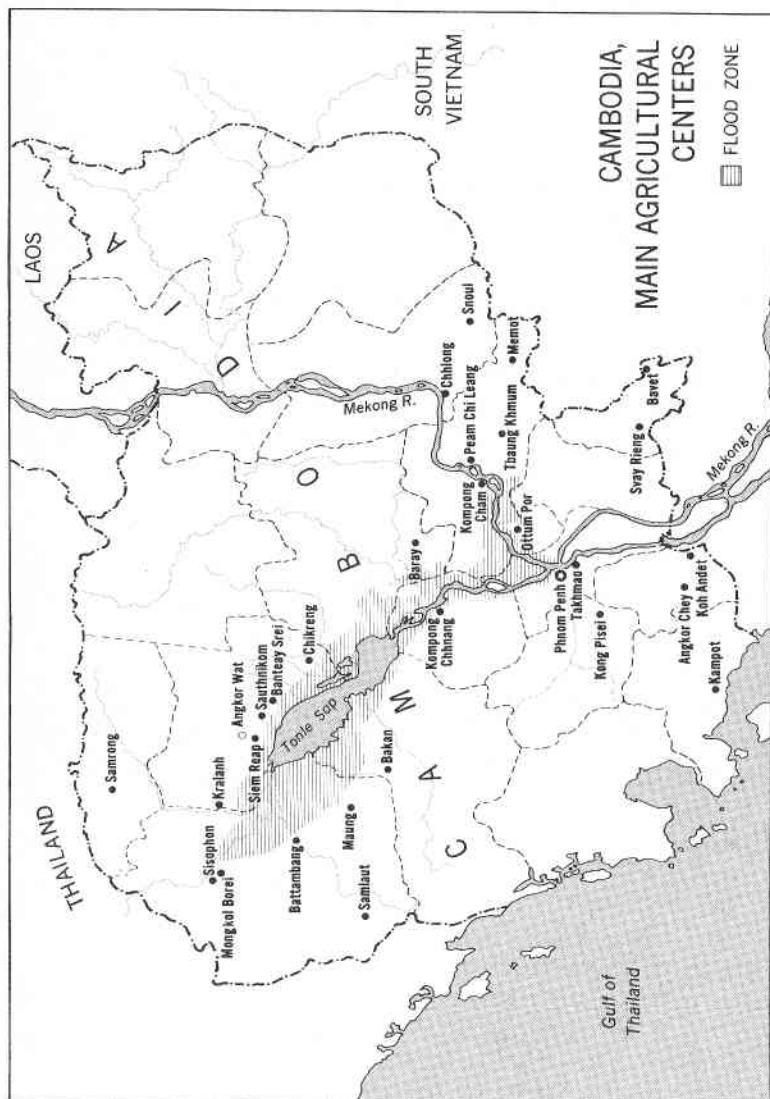 CAMBODIA,
MAIN AGRICULTURAL
CENTERS
FLOOD ZONE
THAILAND
LAOS
SOUTH
VIETNAM
CAMBODIA
Samrong
Sisophon
Mongkol Borei
Kralanh
Angkor Wat
Siem Reap
Sauthnikom
Banteay Srei
Chikreng
Battambang
Maung
Samlaut
Bakan
Tonle Sap
Baray
Kompong
Chhnang
Mekong R.
Chhlong
Snoul
Peam Chi Leang
Kompong
Cham
Tbaung Khmum
Memot
Ottum Por
Phnom Penh
Takhmao
Kong Pisei
Svay Rieng
Bavet
Mekong R.
Angkor Chey
Koh Andet
Kampot
Gulf of
Thailand